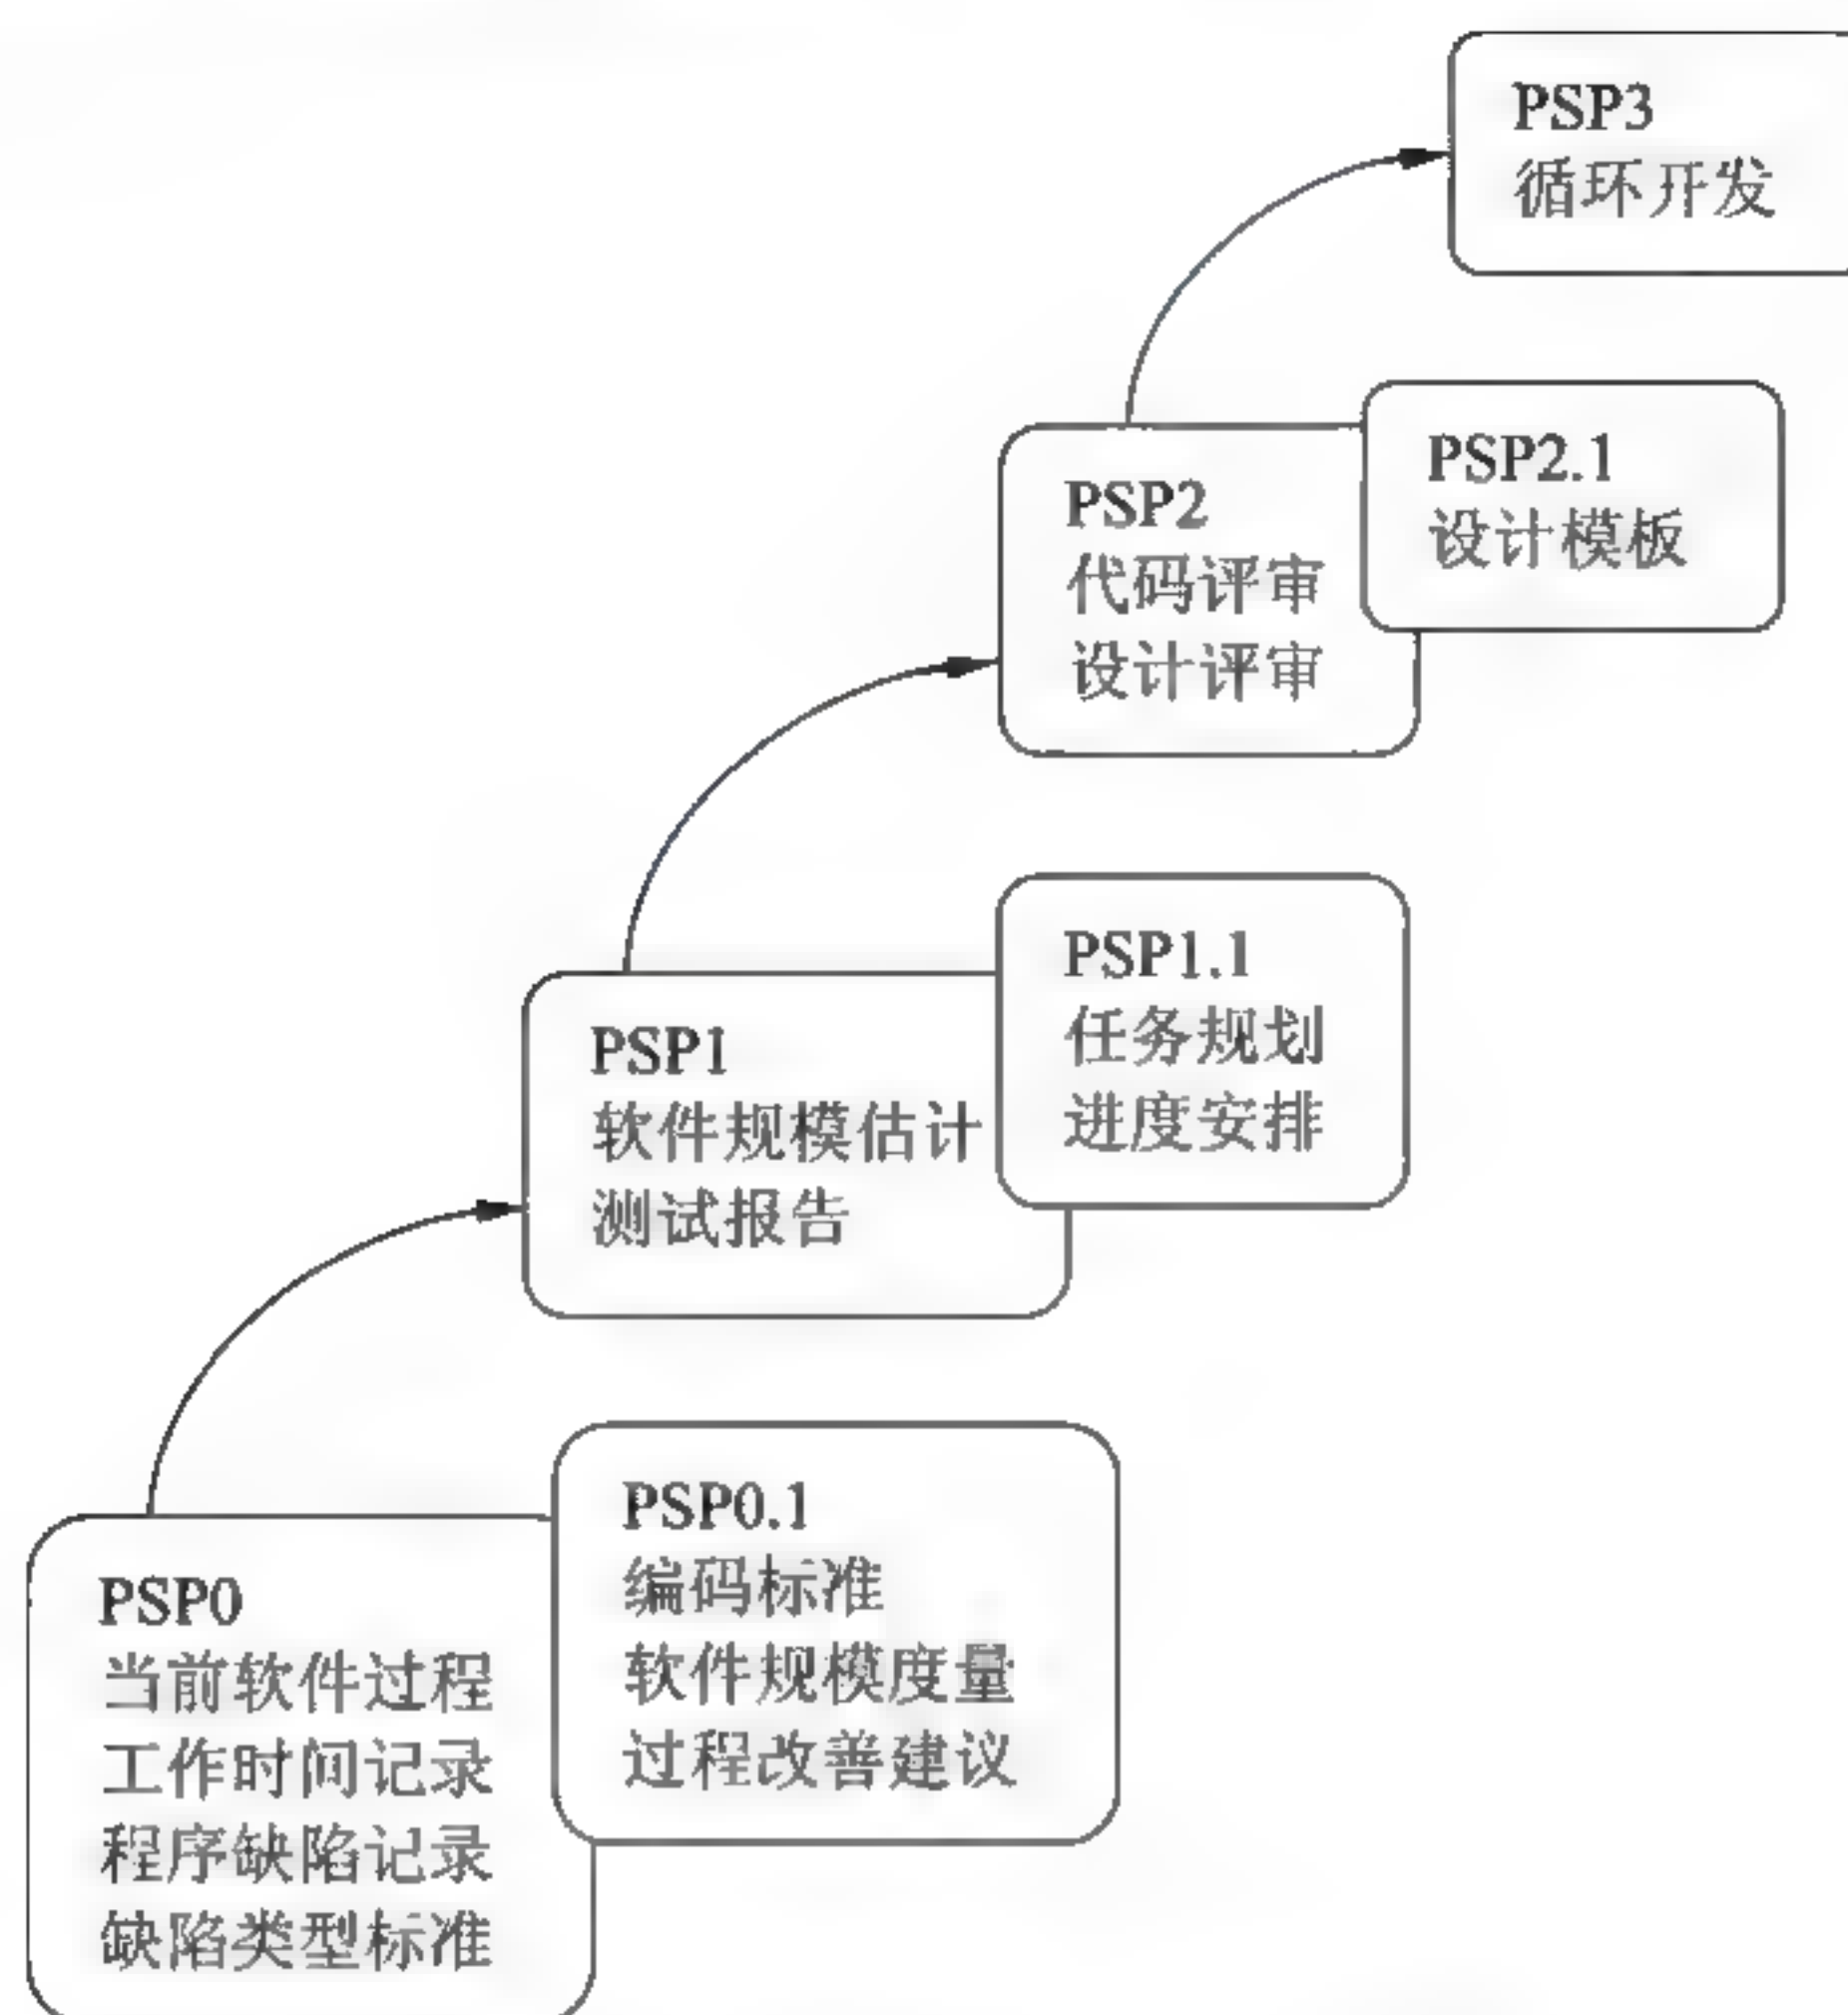 PSP3
循环开发
PSP2.1
设计模板
PSP2
代码评审
设计评审
PSP1.1
任务规划
进度安排
PSP1
软件规模估计
测试报告
PSP0.1
编码标准
软件规模度量
过程改善建议
PSP0
当前软件过程
工作时间记录
程序缺陷记录
缺陷类型标准